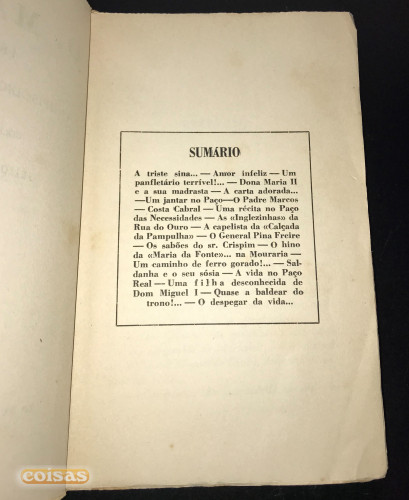 SUMÁRIO
A triste sina... — Amor infeliz — Um
panfletário terrível!... — Dona Maria II
e a sua madrasta — A carta adorada...
— Um jantar no Paço — O Padre Marcos
— Costa Cabral — Uma récita no Paço
das Necessidades — As «Inglezinhas» da
Rua do Ouro — A capelista da «Calçada
da Pampulha» — O General Pina Freire
— Os sabões do sr. Crispim — O hino
da «Maria da Fonte»... na Mouraria —
Um caminho de ferro gorado!... — Sal-
danha e o seu sósia — A vida no Paço
Real — Uma filha desconhecida de
Dom Miguel I — Quase a baldear do
trono!... — O despegar da vida...
coisas